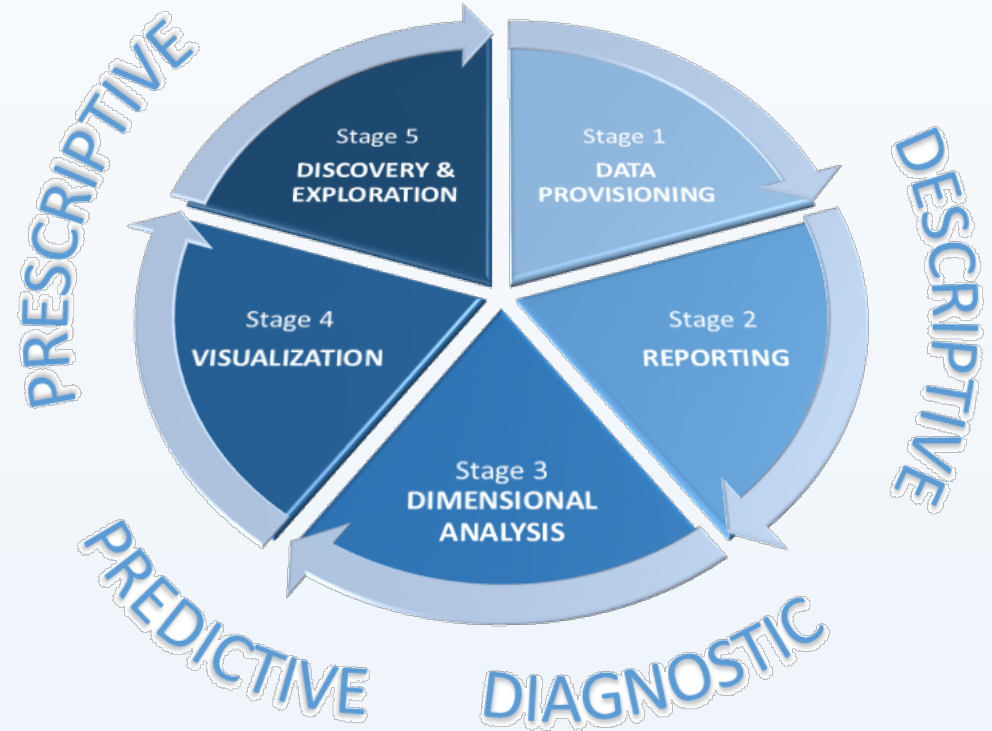 Stage 1
DATA
PROVISIONING
Stage 2
REPORTING
Stage 3
DIMENSIONAL
ANALYSIS
Stage 4
VISUALIZATION
Stage 5
DISCOVERY &
EXPLORATION
DESCRIPTIVE
DIAGNOSTIC
PREDICTIVE
PRESCRIPTIVE